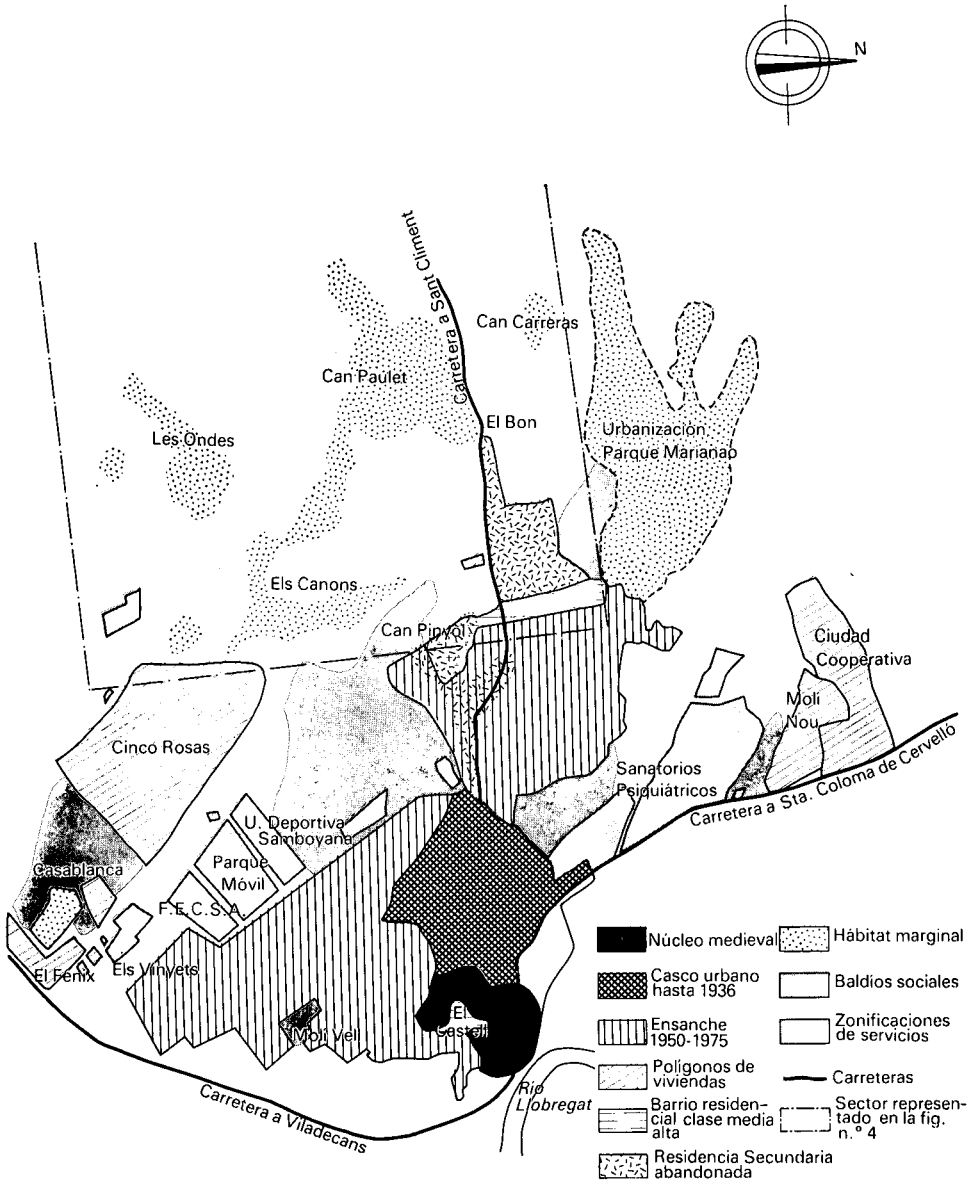 N
Carretera a Sant Climent
Can Carreras
Can Paulet
El Bon
Urbanización
Parque Marianao
Les Ondes
Els Canons
Can Pinyol
Ciudad
Cooperativa
Moli
Nou
Cinco Rosas
Sanatorios
Psiquiátricos
Carretera a Sta. Coloma de Cervelló
U. Deportiva
Samboyana
Parque
Móvil
Casablanca
F.E.C.S.A.
El Fénix
Els Vinyets
Moli Vel
El
Castell
Río
Llobregat
Carretera a Viladecans
Núcleo medieval
Casco urbano
hasta 1936
Ensanche
1950-1975
Polígonos de
viviendas
Barrio residen-
cial clase media
alta
Residencia Secundaria
abandonada
Hábitat marginal
Baldíos sociales
Zonificaciones
de servicios
Carreteras
Sector represen-
tado en la fig.
n.° 4